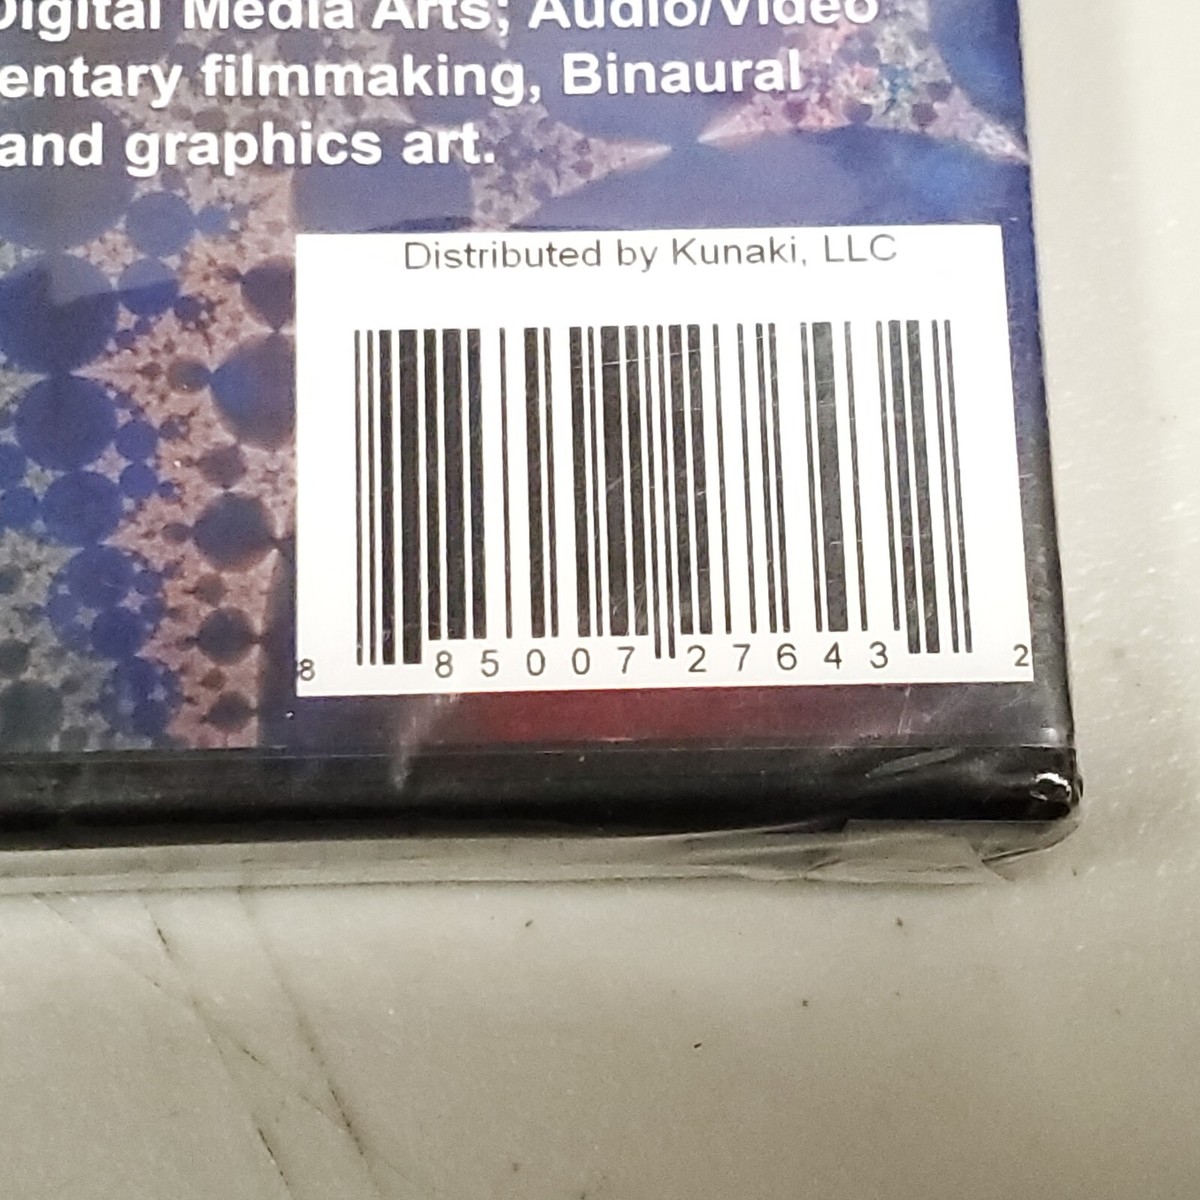 Digital Media Arts; Audio/Video
entary filmmaking, Binaural
and graphics art.
Distributed by Kunaki, LLC
8 85007 27643 2